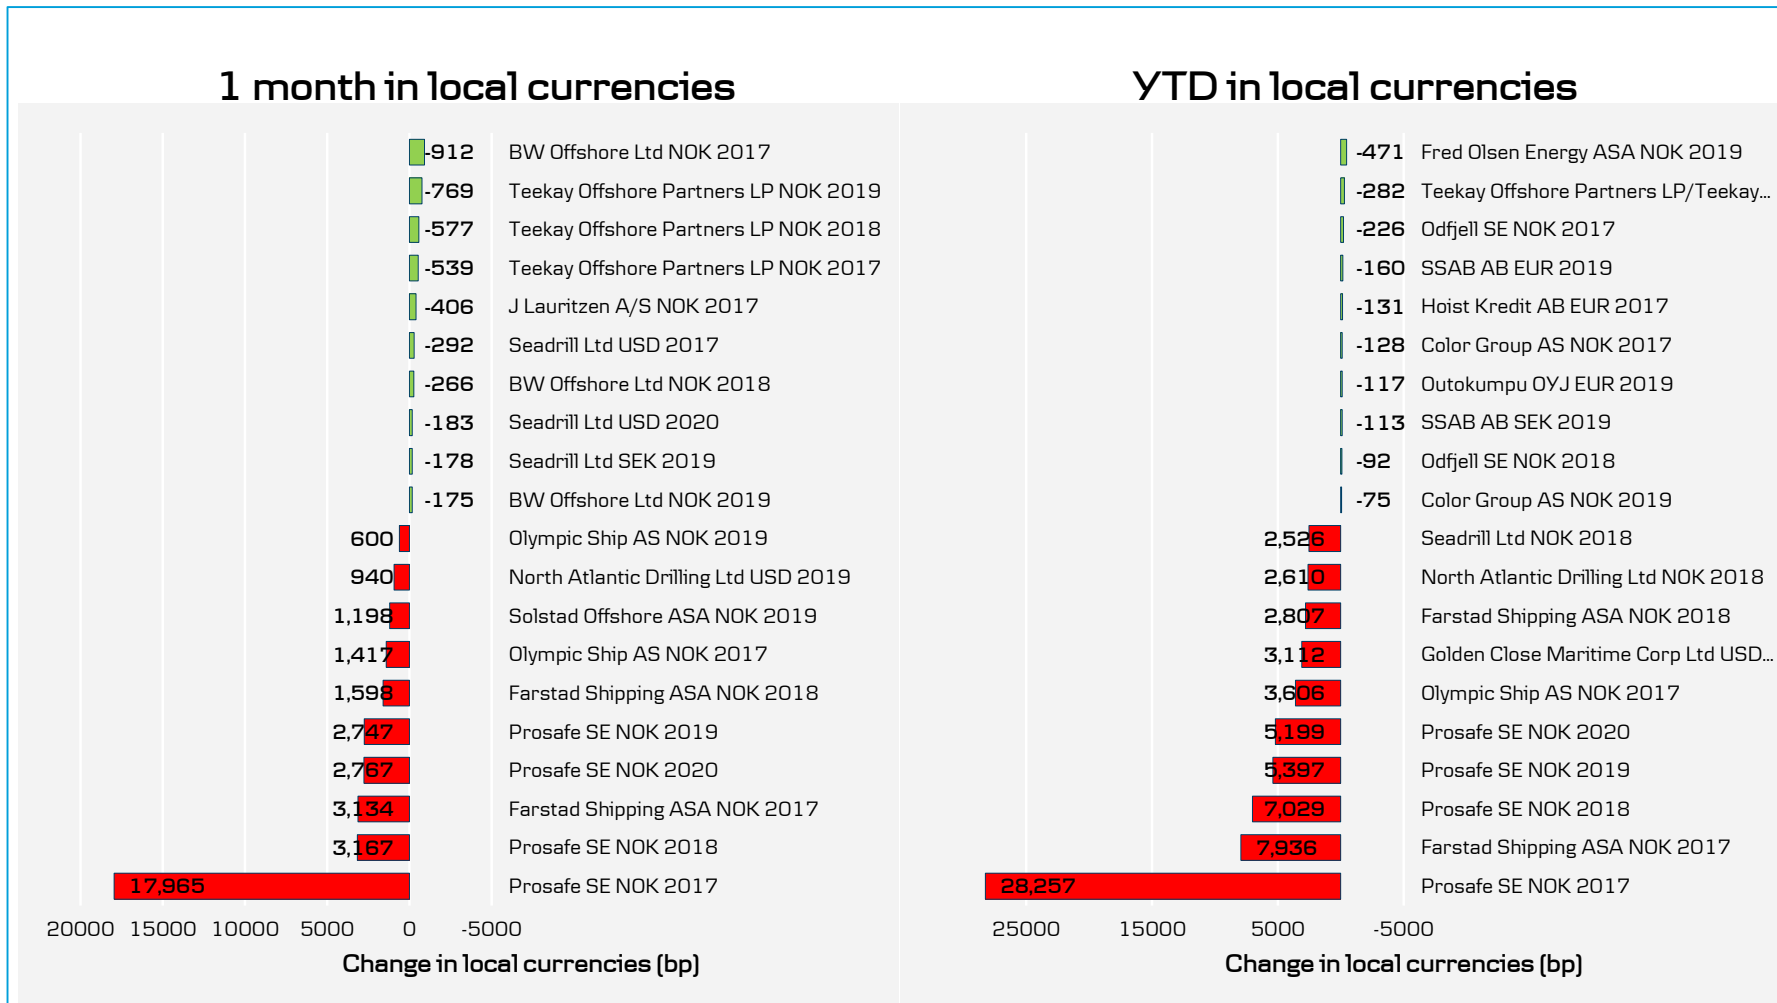 1 month in local currencies
-912 BW Offshore Ltd NOK 2017
-769 Teekay Offshore Partners LP NOK 2019
-577 Teekay Offshore Partners LP NOK 2018
-539 Teekay Offshore Partners LP NOK 2017
-406 J Lauritzen A/S NOK 2017
-292 Seadrill Ltd USD 2017
-266 BW Offshore Ltd NOK 2018
-183 Seadrill Ltd USD 2020
-178 Seadrill Ltd SEK 2019
-175 BW Offshore Ltd NOK 2019
600 Olympic Ship AS NOK 2019
940 North Atlantic Drilling Ltd USD 2019
1,198 Solstad Offshore ASA NOK 2019
1,417 Olympic Ship AS NOK 2017
1,598 Farstad Shipping ASA NOK 2018
2,747 Prosafe SE NOK 2019
2,767 Prosafe SE NOK 2020
3,134 Farstad Shipping ASA NOK 2017
3,167 Prosafe SE NOK 2018
17,965 Prosafe SE NOK 2017
20000 15000 10000 5000 0 -5000
Change in local currencies (bp)
YTD in local currencies
-471 Fred Olsen Energy ASA NOK 2019
-282 Teekay Offshore Partners LP/Teekay...
-226 Odfjell SE NOK 2017
-160 SSAB AB EUR 2019
-131 Hoist Kredit AB EUR 2017
-128 Color Group AS NOK 2017
-117 Outokumpu OYJ EUR 2019
-113 SSAB AB SEK 2019
-92 Odfjell SE NOK 2018
-75 Color Group AS NOK 2019
2,526 Seadrill Ltd NOK 2018
2,610 North Atlantic Drilling Ltd NOK 2018
2,807 Farstad Shipping ASA NOK 2018
3,112 Golden Close Maritime Corp Ltd USD...
3,606 Olympic Ship AS NOK 2017
5,199 Prosafe SE NOK 2020
5,397 Prosafe SE NOK 2019
7,029 Prosafe SE NOK 2018
7,936 Farstad Shipping ASA NOK 2017
28,257 Prosafe SE NOK 2017
25000 15000 5000 -5000
Change in local currencies (bp)